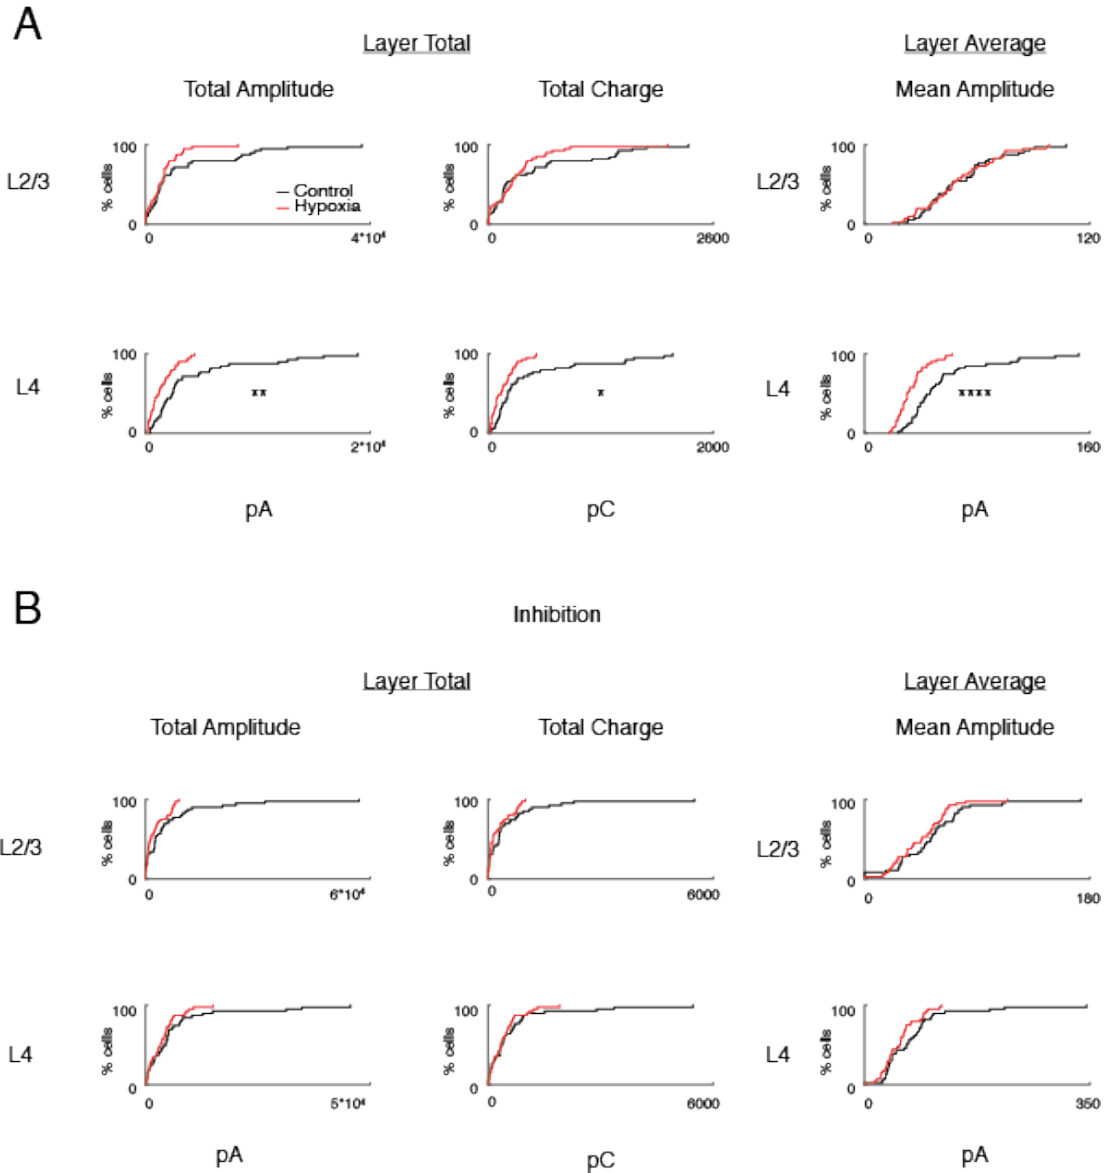 A
Layer Total
Layer Average
Total Amplitude
Total Charge
Mean Amplitude
L2/3
% cells
100
0
0
4*10⁴
Control
Hypoxia
% cells
100
0
0
2600
L2/3
% cells
100
0
0
120
L4
% cells
100
0
0
2*10⁴
**
% cells
100
0
0
2000
*
L4
% cells
100
0
0
160
****
pA
pC
pA
B
Inhibition
Layer Total
Layer Average
Total Amplitude
Total Charge
Mean Amplitude
L2/3
% cells
100
0
0
6*10⁴
% cells
100
0
0
6000
L2/3
% cells
100
0
0
180
L4
% cells
100
0
0
5*10⁴
% cells
100
0
0
6000
L4
% cells
100
0
0
350
pA
pC
pA